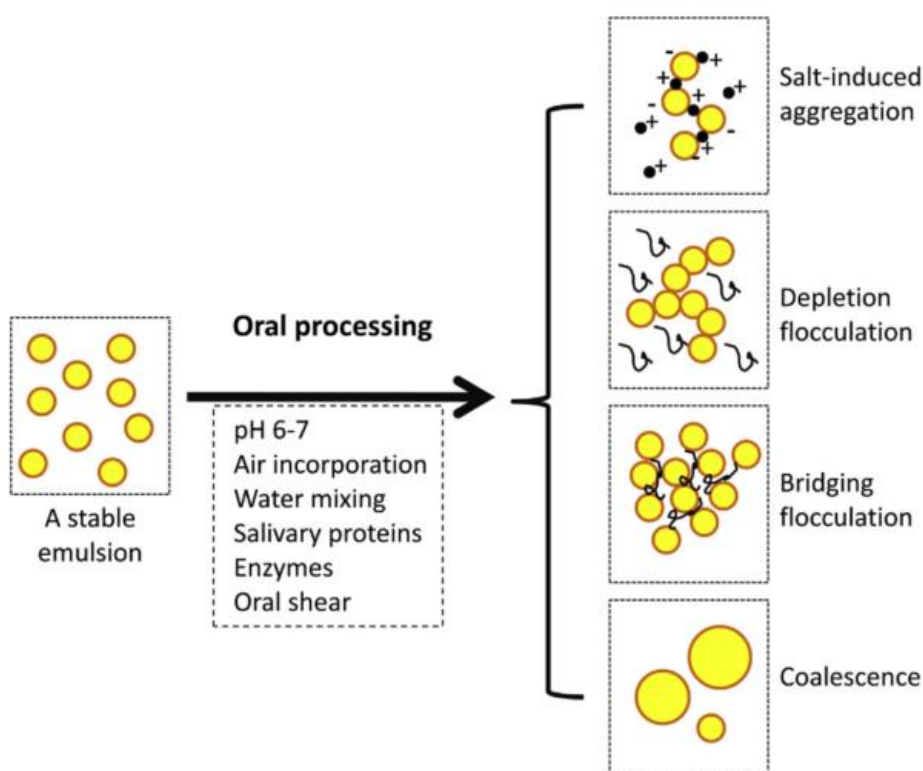 Salt-induced
aggregation
Depletion
flocculation
Oral processing
pH 6-7
Air incorporation
Water mixing
Salivary proteins
Enzymes
Oral shear
A stable
emulsion
Bridging
flocculation
Coalescence